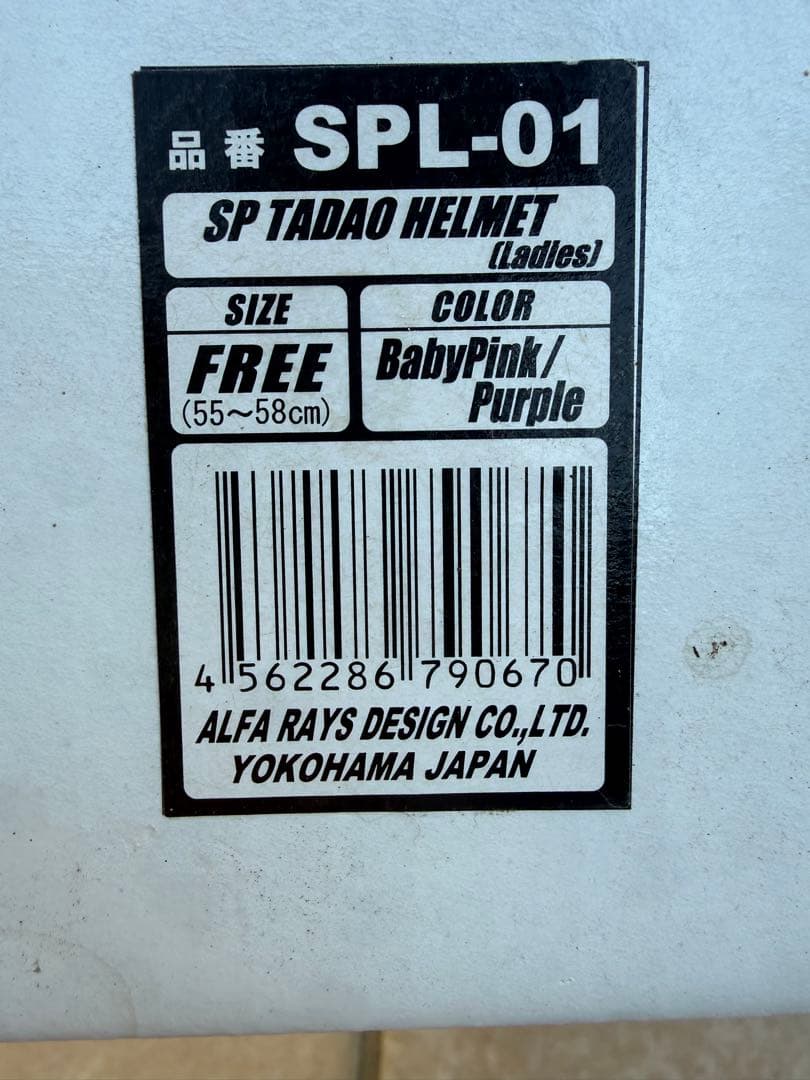 品番 SPL-01
SP TADAO HELMET
(Ladies)
SIZE
FREE
(55～58cm)
COLOR
BabyPink/
Purple
4 562286 790670
ALFA RAYS DESIGN CO.,LTD.
YOKOHAMA JAPAN